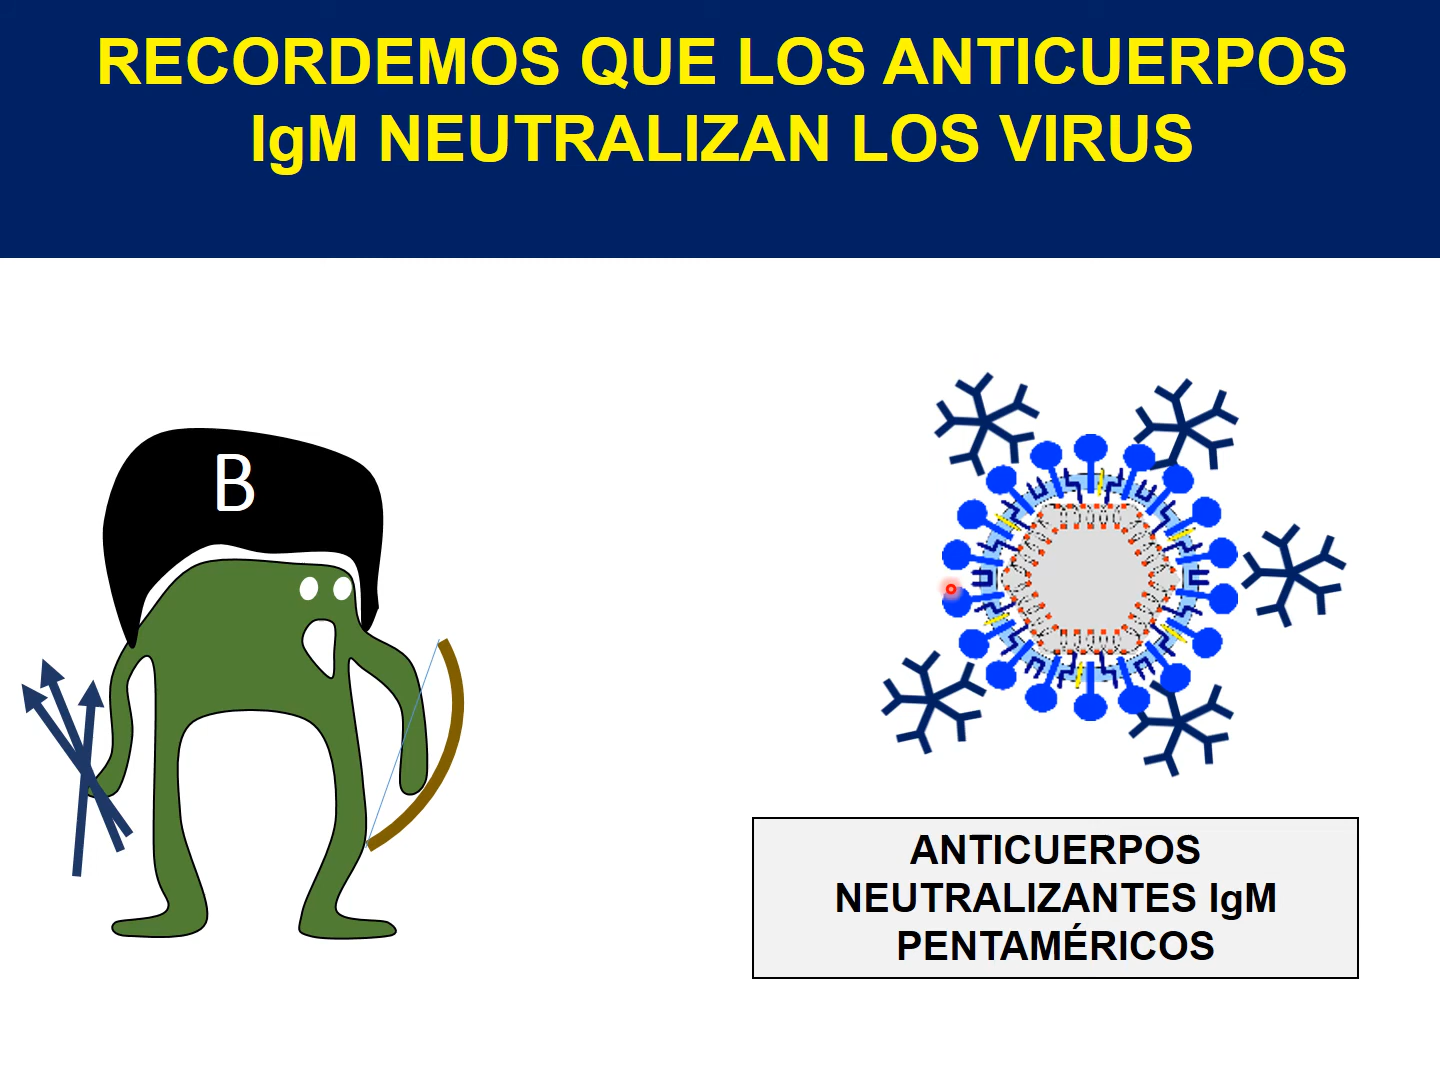 RECORDEMOS QUE LOS ANTICUERPOS
IgM NEUTRALIZAN LOS VIRUS
B
ANTICUERPOS
NEUTRALIZANTES IgM
PENTAMÉRICOS